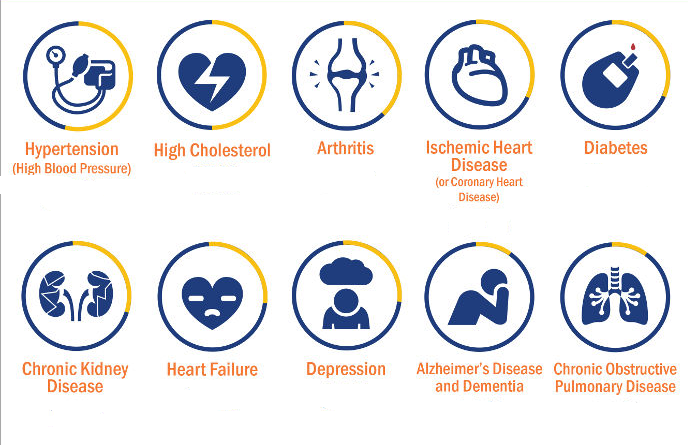 Hypertension
(High Blood Pressure)
High Cholesterol
Arthritis
Ischemic Heart
Disease
(or Coronary Heart
Disease)
Diabetes
Chronic Kidney
Disease
Heart Failure
Depression
Alzheimer's Disease
and Dementia
Chronic Obstructive
Pulmonary Disease